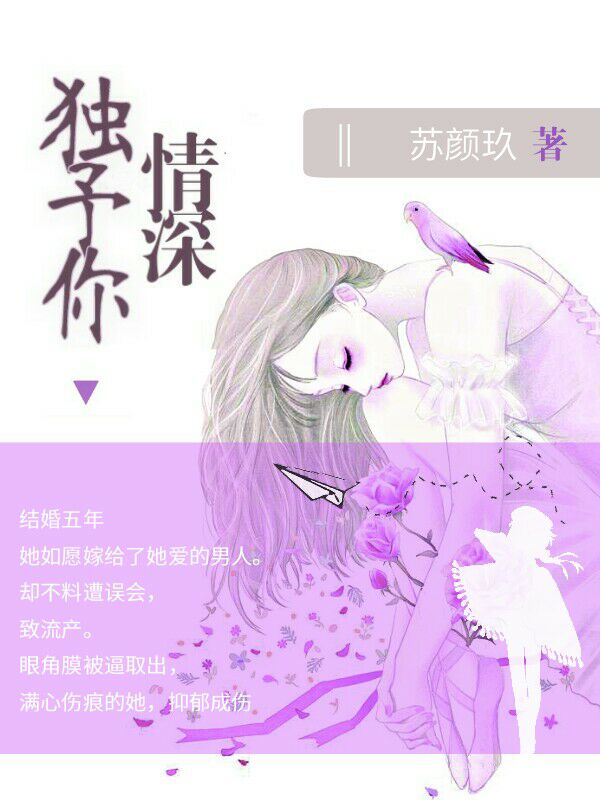 独予你
情深
苏颜玖 著
结婚五年
她如愿嫁给了她爱的男人。
却不料遭误会，
致流产。
眼角膜被逼取出，
满心伤痕的她，抑郁成伤